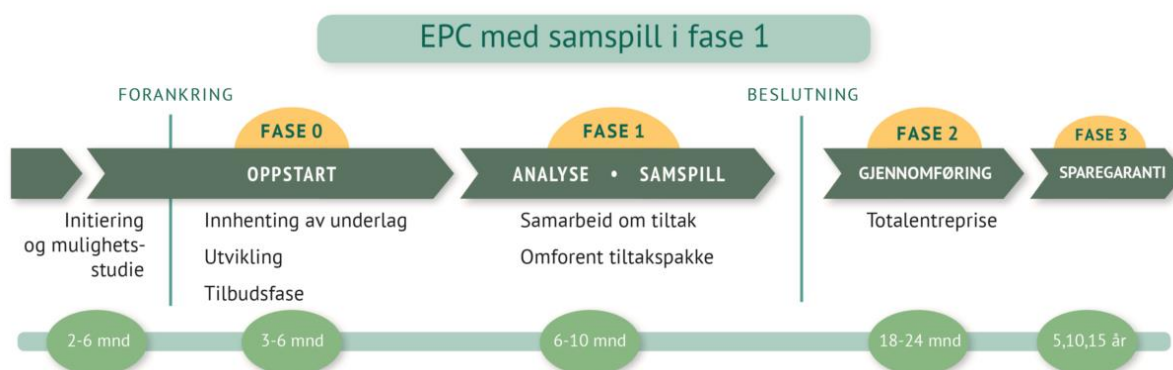 EPC med samspill i fase 1
FORANKRING
BESLUTNING
FASE 0
FASE 1
FASE 2
FASE 3
OPPSTART
ANALYSE • SAMSPILL
GJENNOMFØRING
SPAREGARANTI
Initiering
og mulighets-
studie
Innhenting av underlag
Utvikling
Tilbudsfase
Samarbeid om tiltak
Omforent tiltakspakke
Totalentreprise
2-6 mnd
3-6 mnd
6-10 mnd
18-24 mnd
5,10,15 år